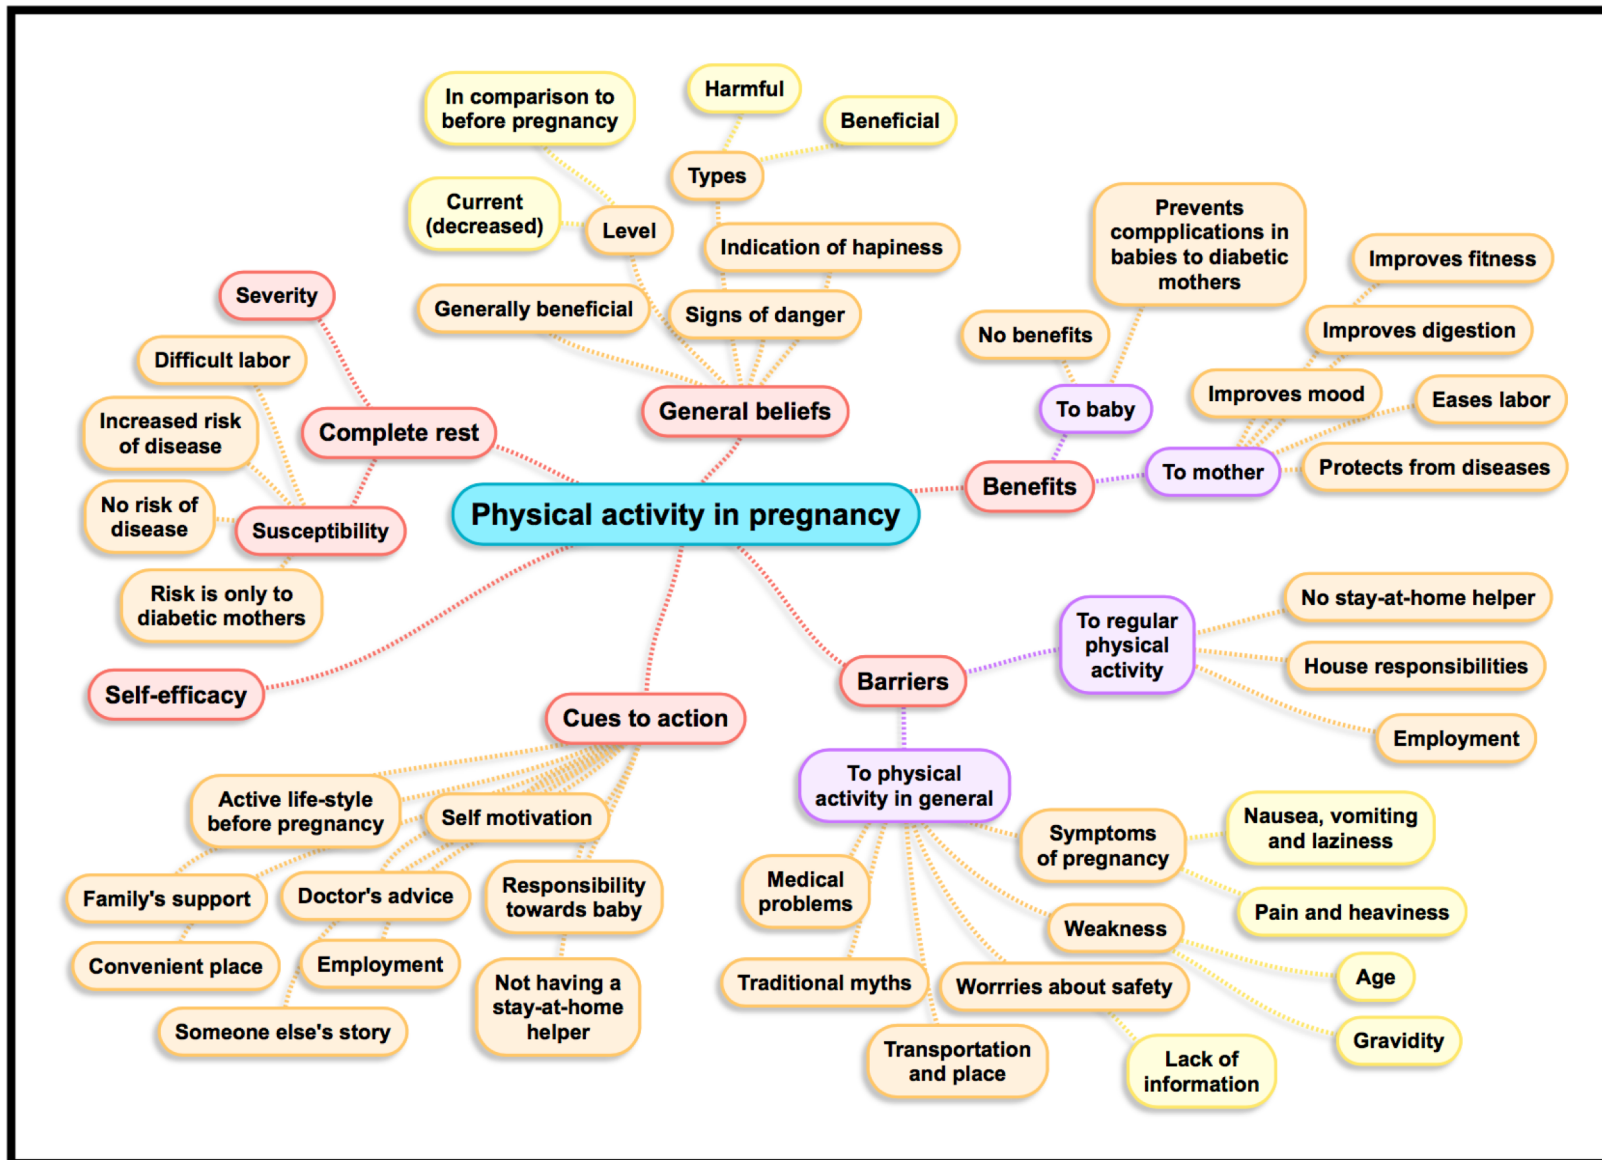 Physical activity in pregnancy
General beliefs
Generally beneficial
Level
Current
(decreased)
In comparison to
before pregnancy
Types
Harmful
Beneficial
Indication of hapiness
Signs of danger
Benefits
To baby
No benefits
Prevents
compplications in
babies to diabetic
mothers
To mother
Improves fitness
Improves digestion
Improves mood
Eases labor
Protects from diseases
Barriers
To regular
physical
activity
No stay-at-home helper
House responsibilities
Employment
To physical
activity in general
Symptoms
of pregnancy
Nausea, vomiting
and laziness
Pain and heaviness
Weakness
Age
Gravidity
Worrries about safety
Lack of
information
Transportation
and place
Traditional myths
Medical
problems
Cues to action
Active life-style
before pregnancy
Self motivation
Family's support
Doctor's advice
Responsibility
towards baby
Convenient place
Employment
Not having a
stay-at-home
helper
Someone else's story
Self-efficacy
Complete rest
Severity
Susceptibility
Difficult labor
Increased risk
of disease
No risk of
disease
Risk is only to
diabetic mothers